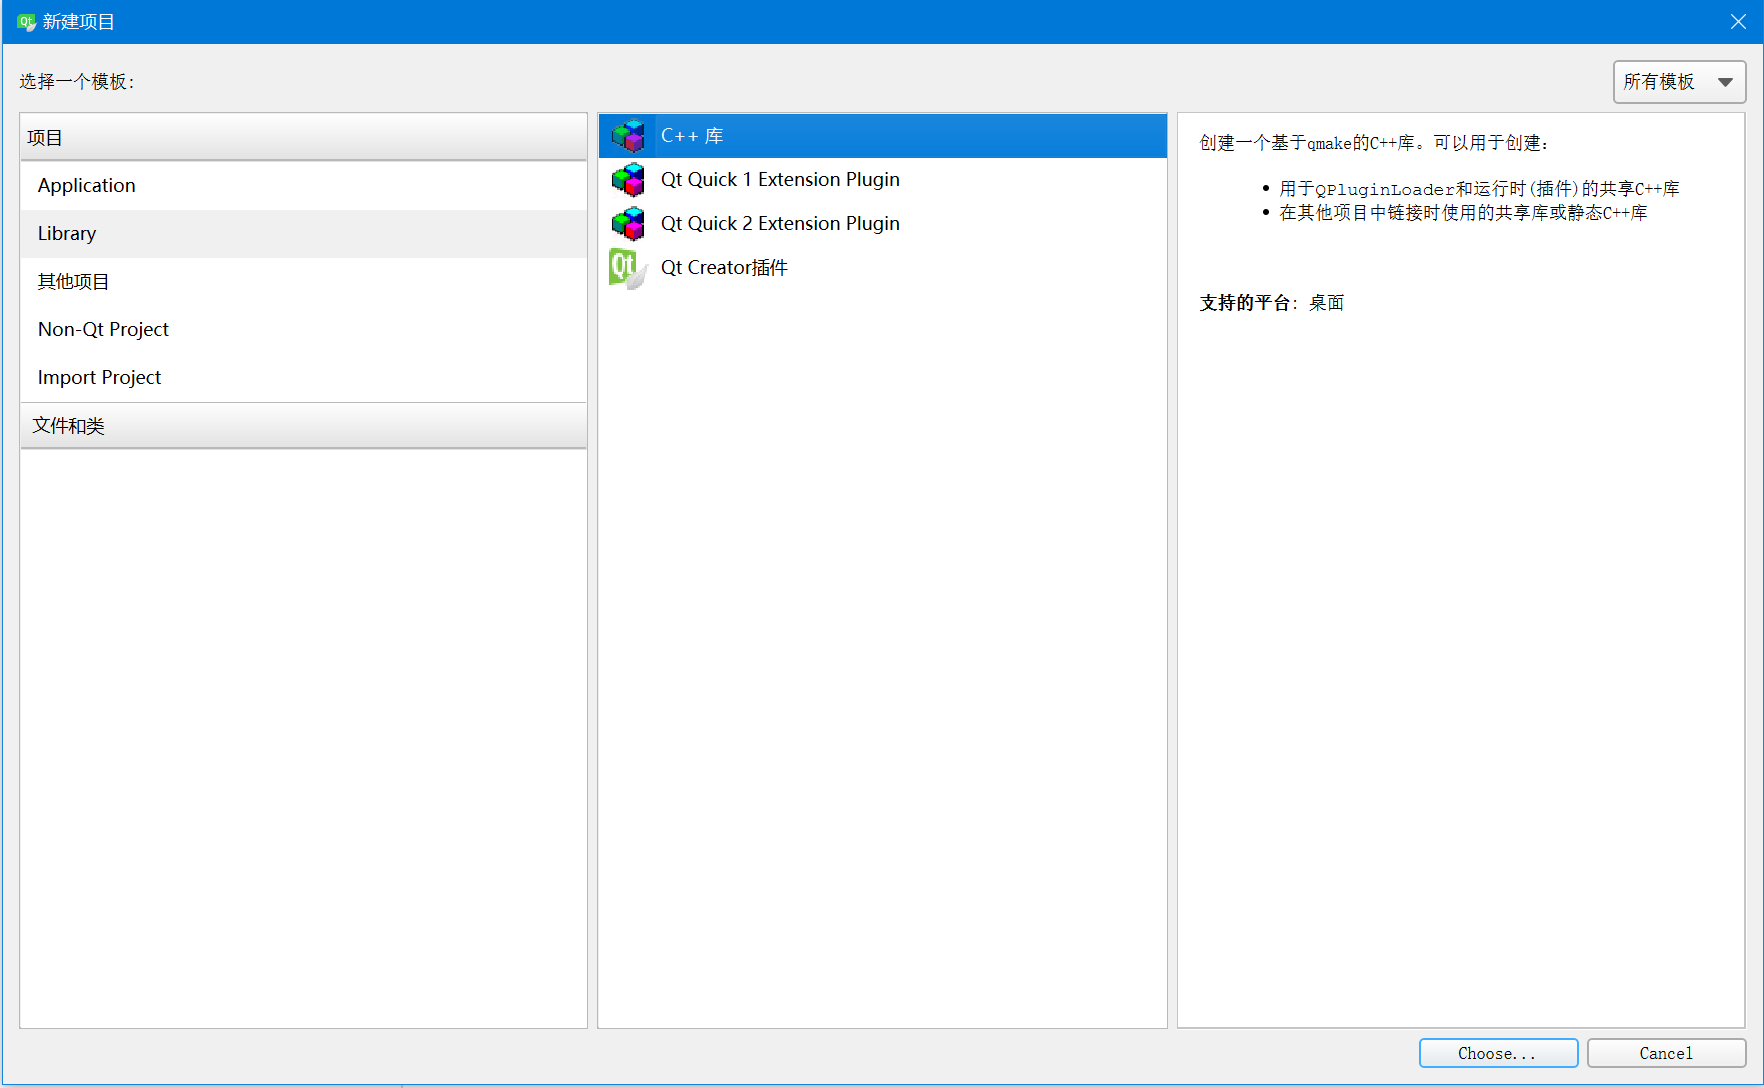 新建项目
选择一个模板:
所有模板
项目
Application
Library
其他项目
Non-Qt Project
Import Project
文件和类
C++ 库
Qt Quick 1 Extension Plugin
Qt Quick 2 Extension Plugin
Qt Creator插件
创建一个基于qmake的C++库。可以用于创建:
• 用于QPluginLoader和运行时(插件)的共享C++库
• 在其他项目中链接时使用的共享库或静态C++库
支持的平台: 桌面
Choose...
Cancel